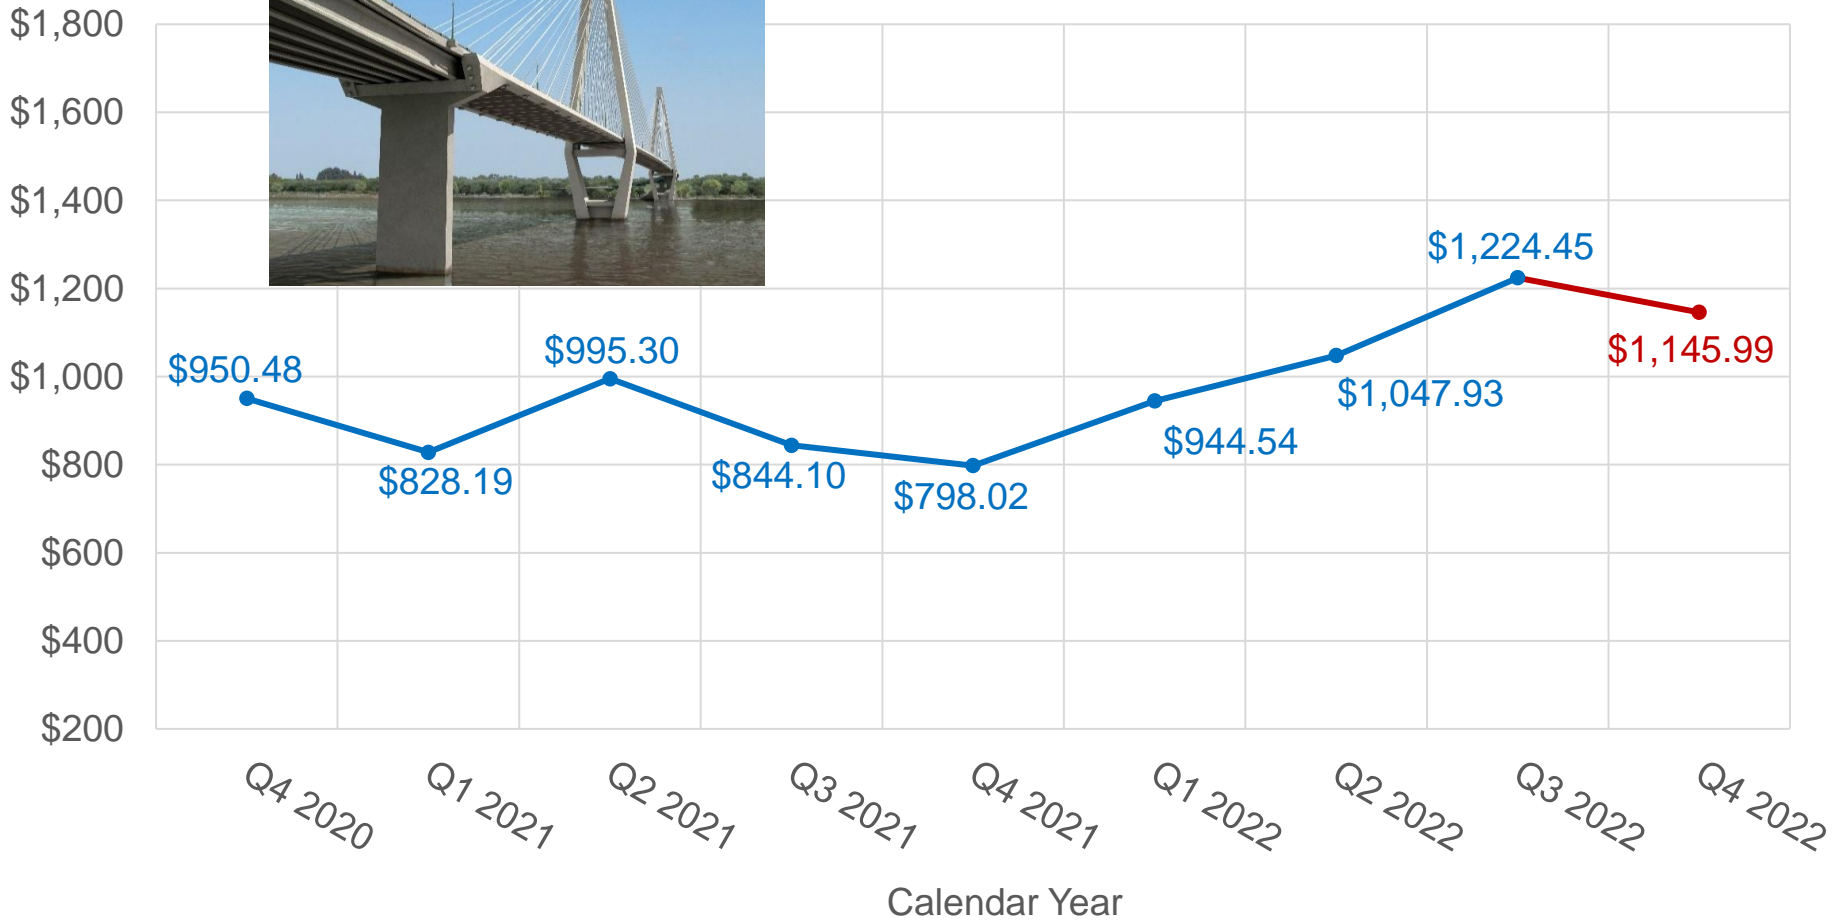 $1,800
$1,600
$1,400
$1,200
$1,000
$800
$600
$400
$200
$950.48
$828.19
$995.30
$844.10
$798.02
$944.54
$1,047.93
$1,224.45
$1,145.99
Q4 2020
Q1 2021
Q2 2021
Q3 2021
Q4 2021
Q1 2022
Q2 2022
Q3 2022
Q4 2022
Calendar Year